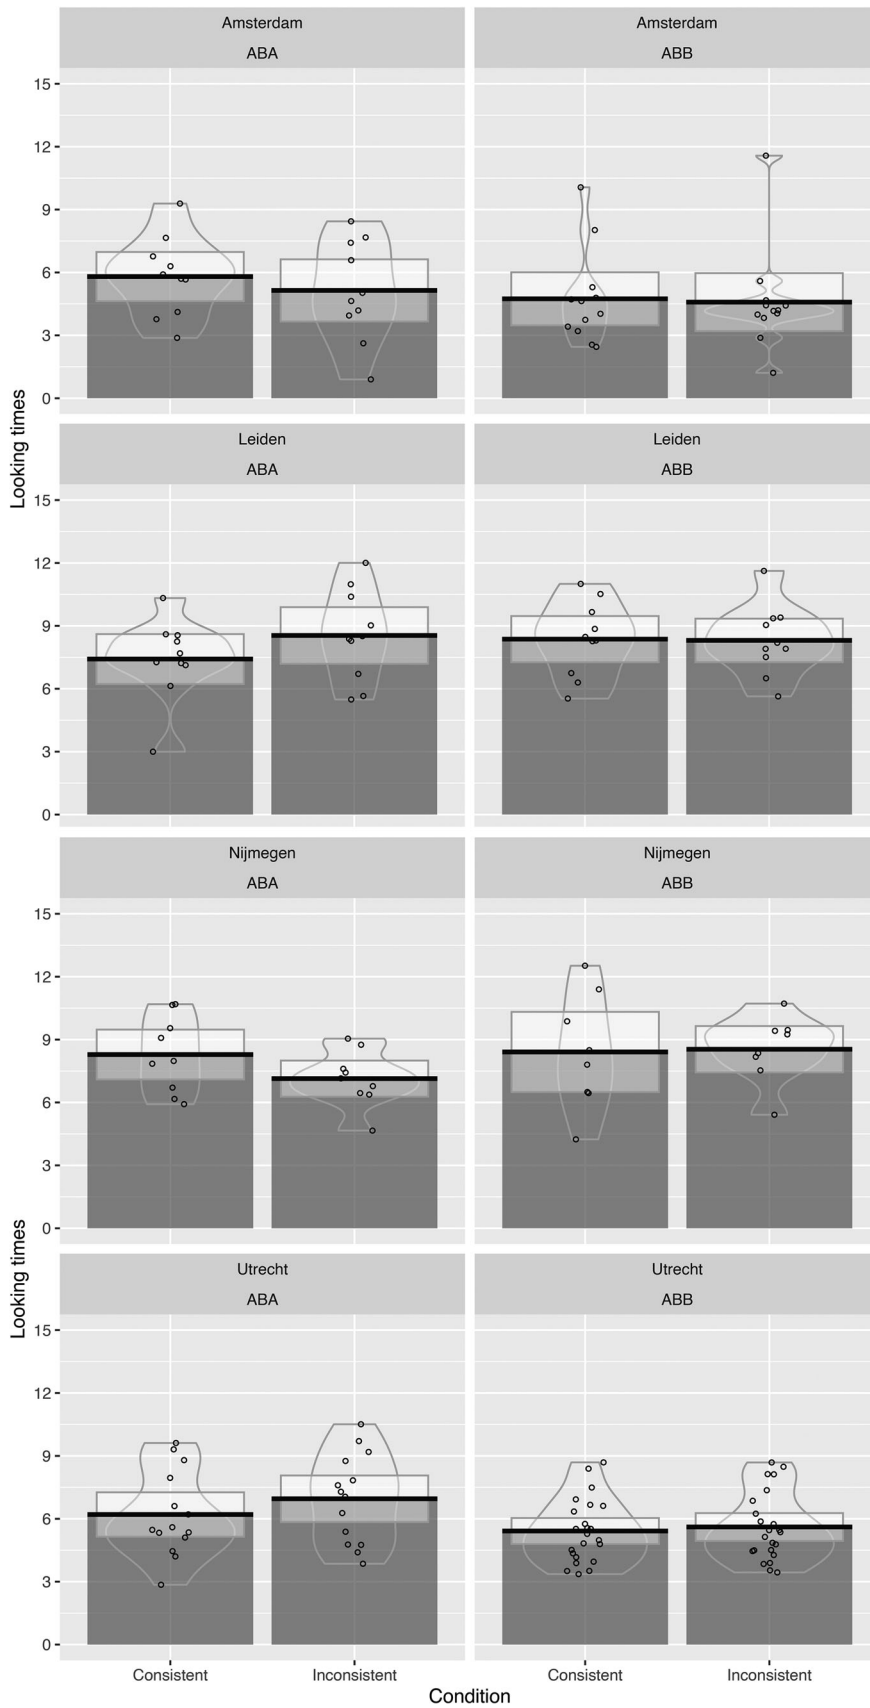 Amsterdam
ABA
Amsterdam
ABB
15
12
9
6
3
0
Looking times
Leiden
ABA
Leiden
ABB
15
12
9
6
3
0
Nijmegen
ABA
Nijmegen
ABB
15
12
9
6
3
0
Looking times
Utrecht
ABA
Utrecht
ABB
15
12
9
6
3
0
Consistent
Inconsistent
Consistent
Inconsistent
Condition